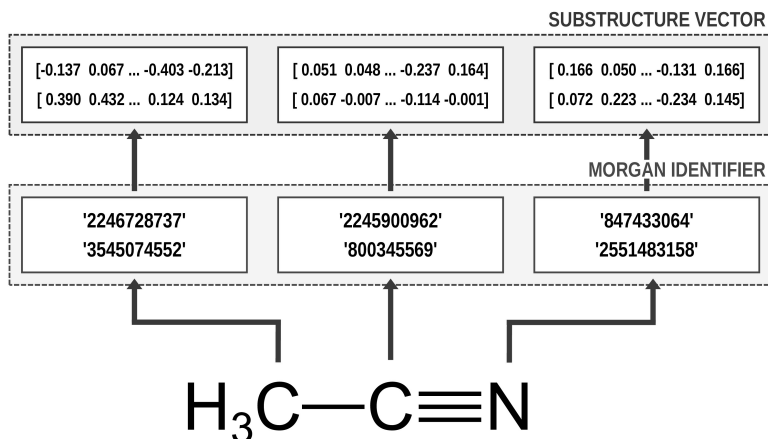 SUBSTRUCTURE VECTOR
[-0.137 0.067 ... -0.403 -0.213]
[ 0.390 0.432 ... 0.124 0.134]
[ 0.051 0.048 ... -0.237 0.164]
[ 0.067 -0.007 ... -0.114 -0.001]
[ 0.166 0.050 ... -0.131 0.166]
[ 0.072 0.223 ... -0.234 0.145]
MORGAN IDENTIFIER
'2246728737'
'3545074552'
'2245900962'
'800345569'
'847433064'
'2551483158'
H₃C—C≡N